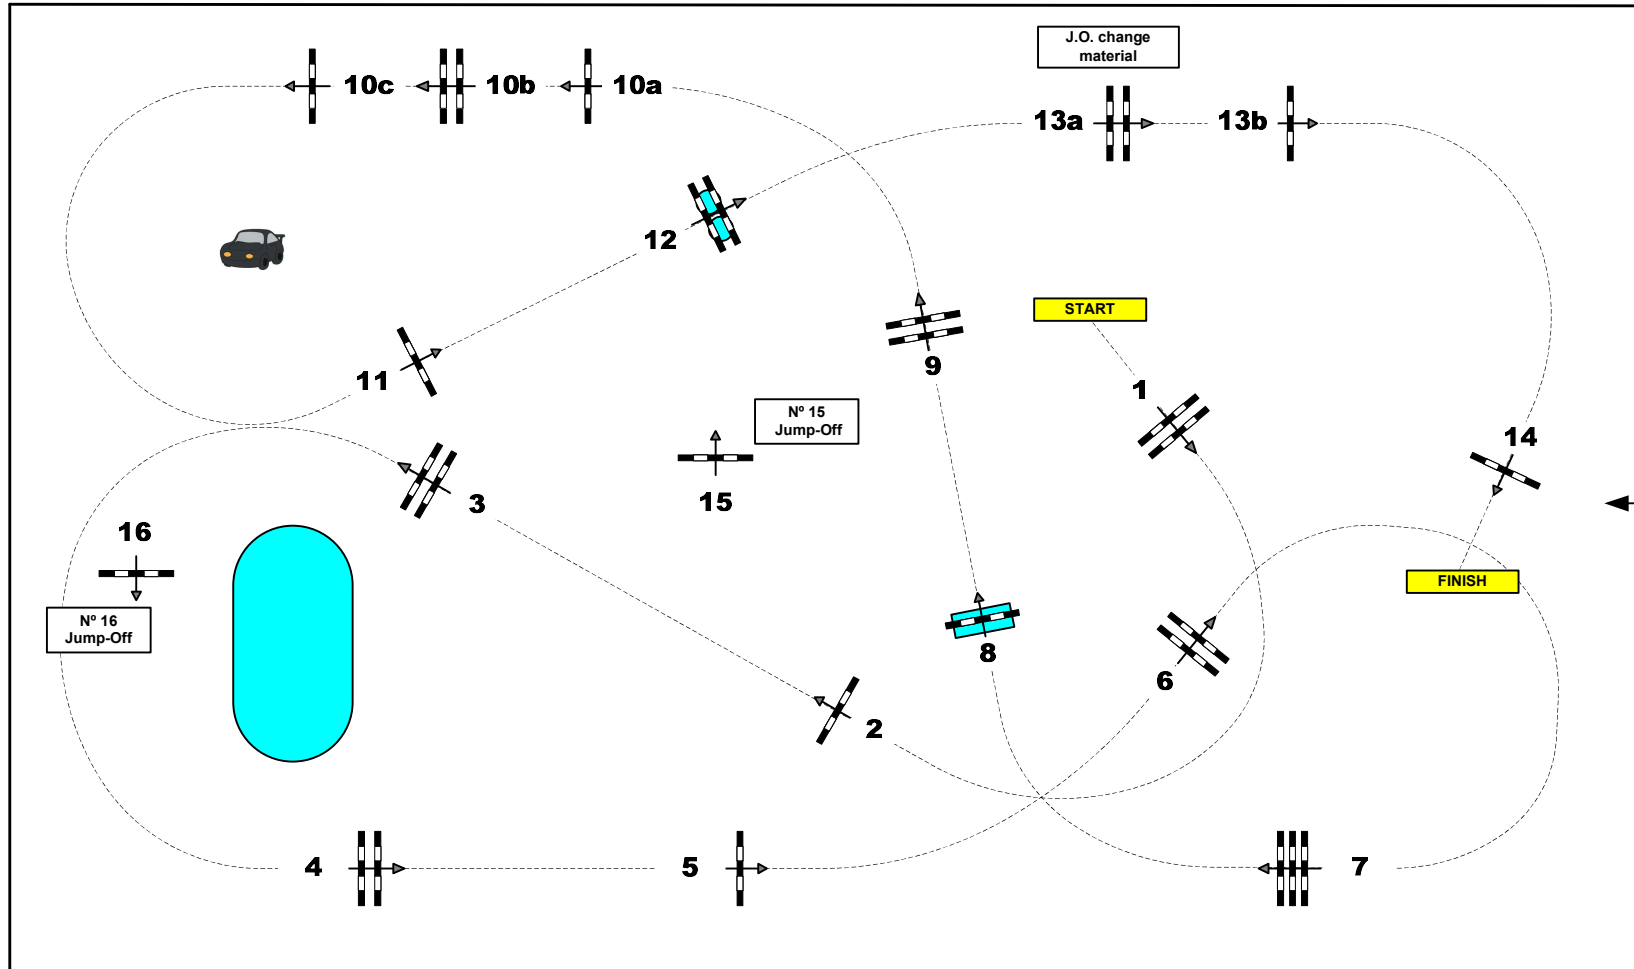 J.O. change
material
10c
10b
10a
13a
13b
12
START
11
9
1
Nº 15
Jump-Off
14
3
15
16
FINISH
Nº 16
Jump-Off
8
6
2
4
5
7